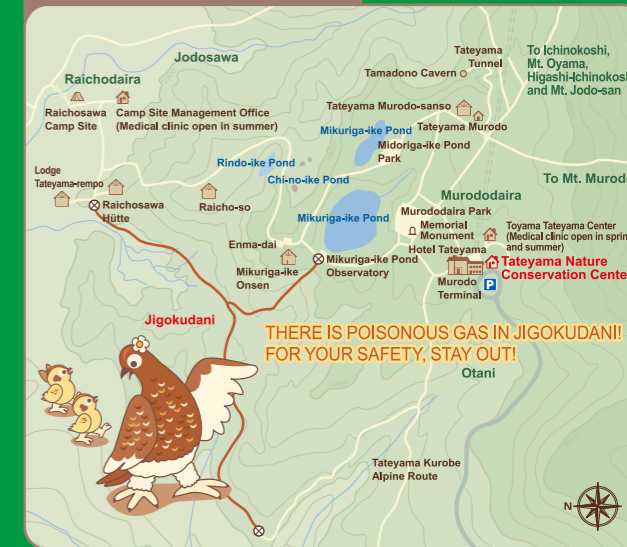 Jodosawa
Raichodaira
Raichosawa
Camp Site
Camp Site Management Office
(Medical clinic open in summer)
Tateyama
Tunnel
To Ichinokoshi,
Mt. Oyama,
Higashi-Ichinokoshi
and Mt. Jodo-san
Tamadono Cavern
Tateyama Murodo-sanso
Mikuriga-ike Pond
Tateyama Murodo
Midoriga-ike Pond
Park
Rindo-ike Pond
Chi-no-ike Pond
Lodge
Tateyama-rempo
Raichosawa
Hütte
Raicho-so
To Mt. Murodo
Murododaira
Mikuriga-ike Pond
Murododaira Park
Memorial
Monument
Toyama Tateyama Center
(Medical clinic open in sprin
and summer)
Enma-dai
Hotel Tateyama
Mikuriga-ike
Onsen
Mikuriga-ike Pond
Observatory
Tateyama Nature
Conservation Cente
Murodo
Terminal
P
Jigokudani
THERE IS POISONOUS GAS IN JIGOKUDANI!
FOR YOUR SAFETY, STAY OUT!
Otani
Tateyama Kurobe
Alpine Route
N